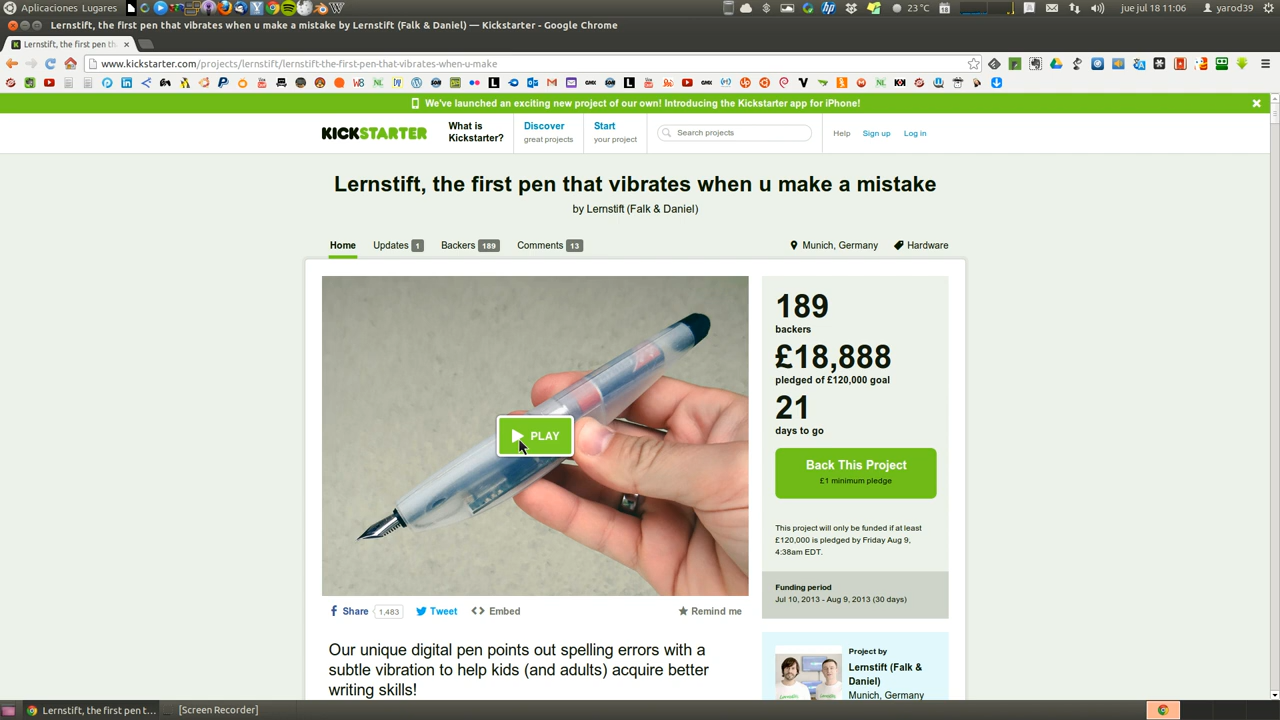 Aplicaciones Lugares
23 °C
jue jul 18 11:06
yarod39
Lernstift, the first pen that vibrates when u make a mistake by Lernstift (Falk & Daniel) — Kickstarter - Google Chrome
Lernstift, the first pen th
www.kickstarter.com/projects/lernstift/lernstift-the-first-pen-that-vibrates-when-u-make
We've launched an exciting new project of our own! Introducing the Kickstarter app for iPhone!
KICKSTARTER
What is
Kickstarter?
Discover
great projects
Start
your project
Search projects
Help
Sign up
Log in
Lernstift, the first pen that vibrates when u make a mistake
by Lernstift (Falk & Daniel)
Home
Updates 1
Backers 189
Comments 13
Munich, Germany
Hardware
PLAY
189
backers
£18,888
pledged of £120,000 goal
21
days to go
Back This Project
£1 minimum pledge
This project will only be funded if at least
£120,000 is pledged by Friday Aug 9,
4:38am EDT.
Funding period
Jul 10, 2013 - Aug 9, 2013 (30 days)
Share 1,483
Tweet
Embed
Remind me
Our unique digital pen points out spelling errors with a
subtle vibration to help kids (and adults) acquire better
writing skills!
Project by
Lernstift (Falk &
Daniel)
Munich, Germany
Lernstift, the first pen t...
[Screen Recorder]